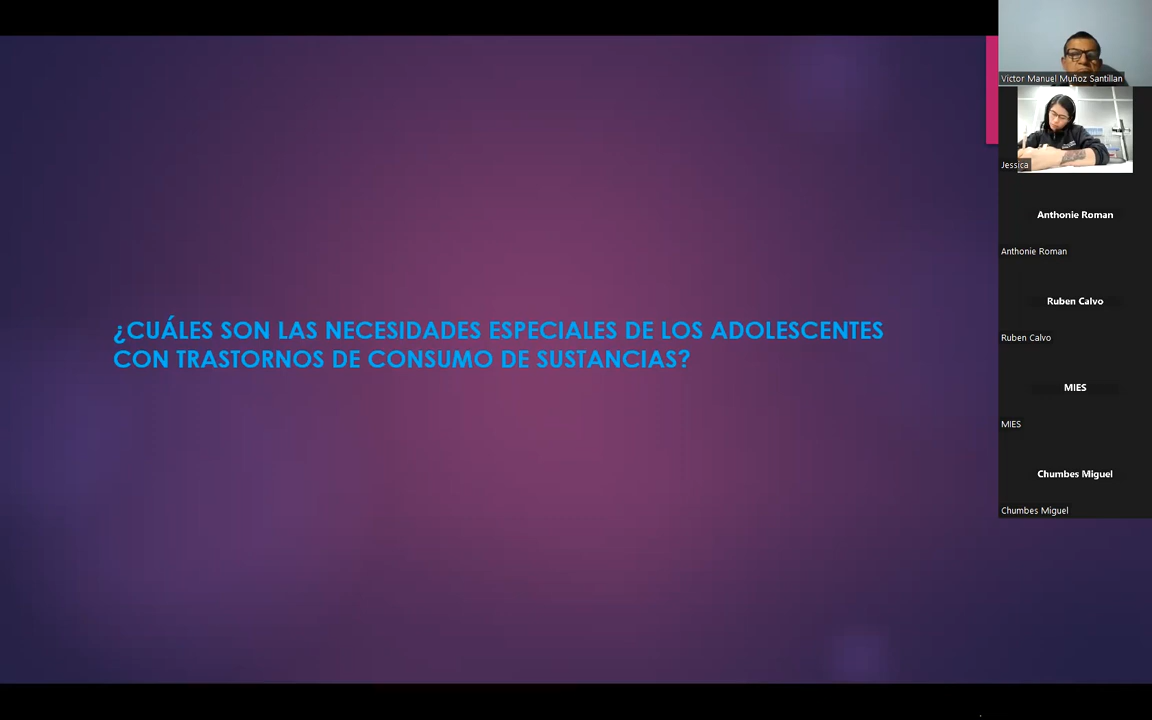 ¿CUÁLES SON LAS NECESIDADES ESPECIALES DE LOS ADOLESCENTES
CON TRASTORNOS DE CONSUMO DE SUSTANCIAS?
Victor Manuel Muñoz Santillan
Jessica
Anthonie Roman
Anthonie Roman
Ruben Calvo
Ruben Calvo
MIES
MIES
Chumbes Miguel
Chumbes Miguel